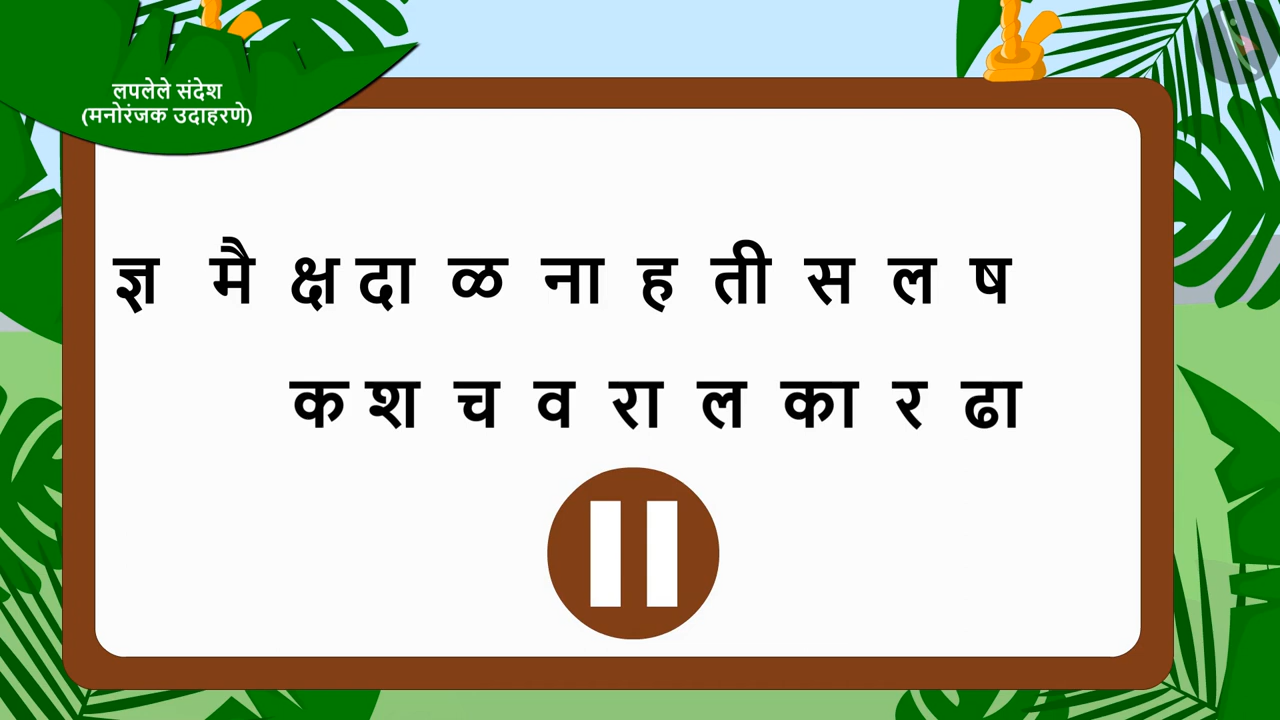 लपलेले संदेश
(मनोरंजक उदाहरणे)
ज्ञ मै क्ष दा ळ ना ह ती स ल ष
क श च व रा ल का र ढा